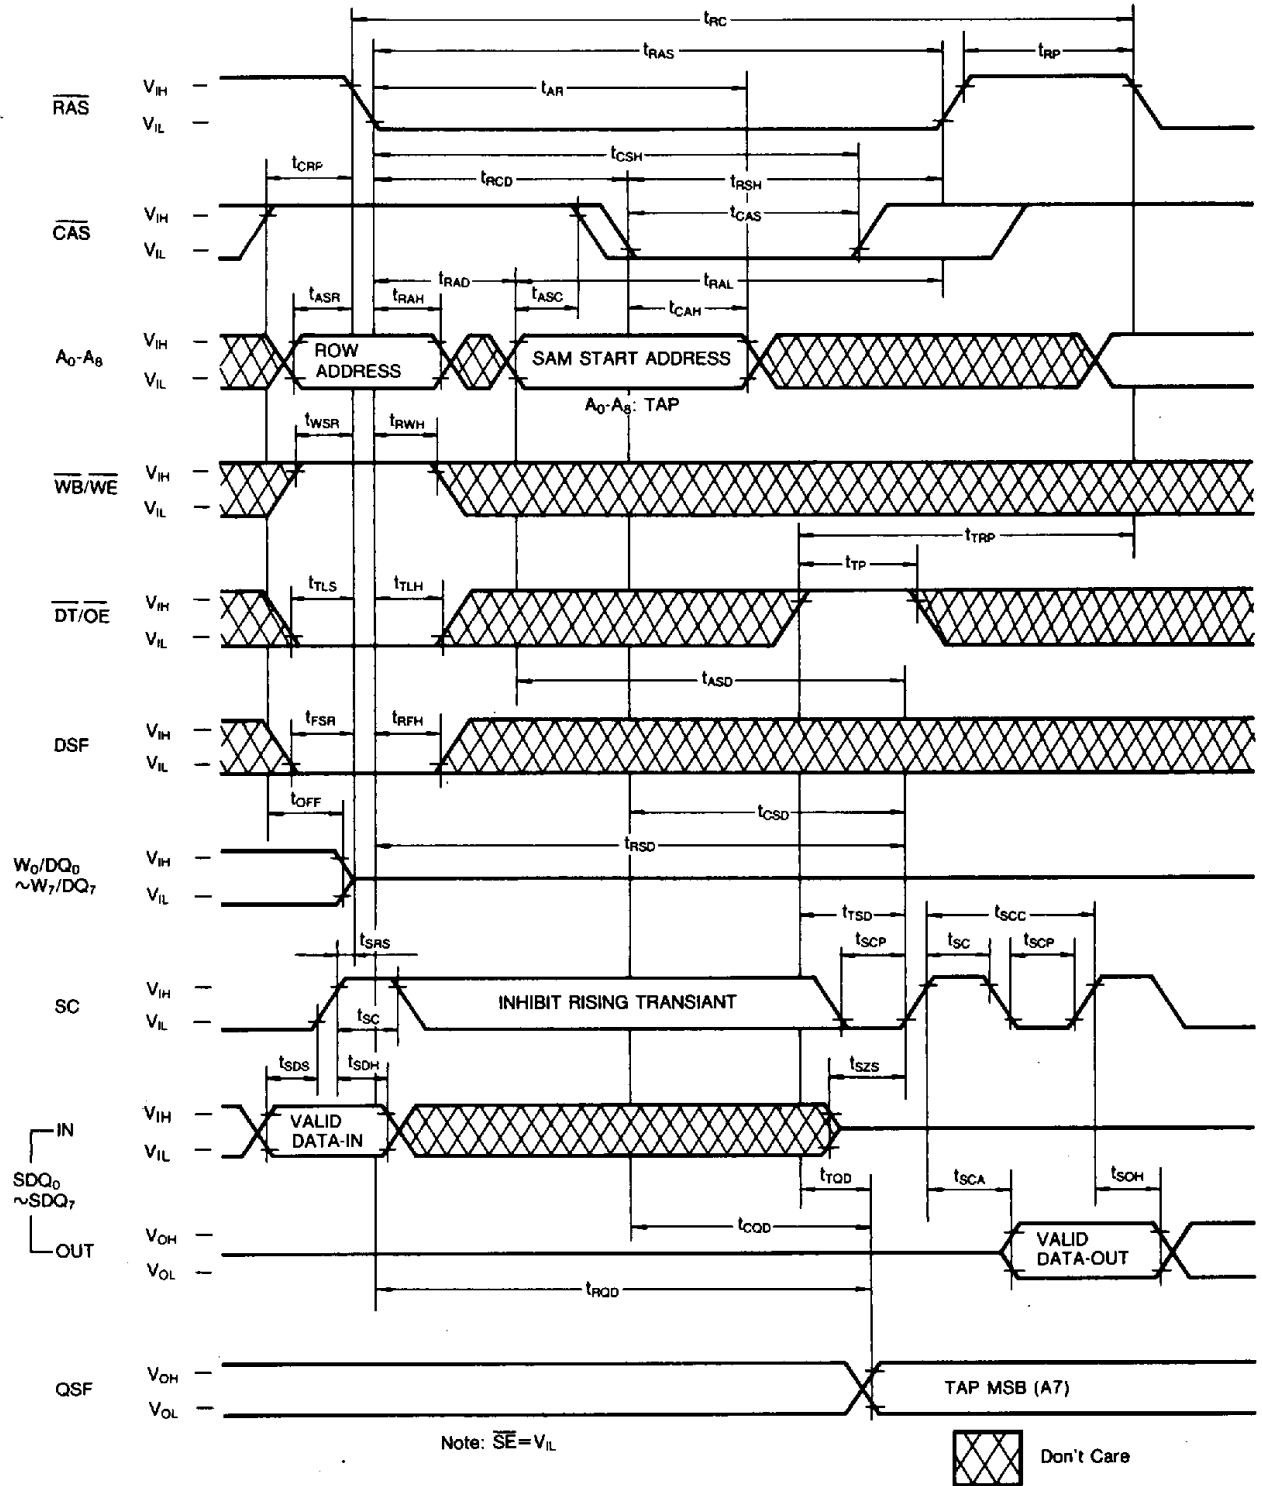 tRC
tRAS
tRP
tAR
RAS
VIH
VIL
tCRP
tCSH
tRCD
tRSH
tCAS
CAS
VIH
VIL
tRAD
tRAL
tASR
tRAH
tASC
tCAH
A0-A8
VIH
VIL
ROW
ADDRESS
SAM START ADDRESS
A0-A8: TAP
tWSR
tRWH
WB/WE
VIH
VIL
tTRP
tTP
tTLS
tTLH
DT/OE
VIH
VIL
tASD
tFSR
tRFH
DSF
VIH
VIL
tOFF
tCSD
tRSD
W0/DQ0
~W7/DQ7
VIH
VIL
tTSD
tSCC
tSRS
tSCP
tSC
tSCP
SC
VIH
VIL
INHIBIT RISING TRANSIANT
tSC
tSDS
tSDH
tSZS
IN
VIH
VIL
VALID
DATA-IN
SDQ0
~SDQ7
tTQD
tSCA
tSOH
tCQD
OUT
VOH
VOL
VALID
DATA-OUT
tRQD
QSF
VOH
VOL
TAP MSB (A7)
Note: SE=VIL
Don't Care